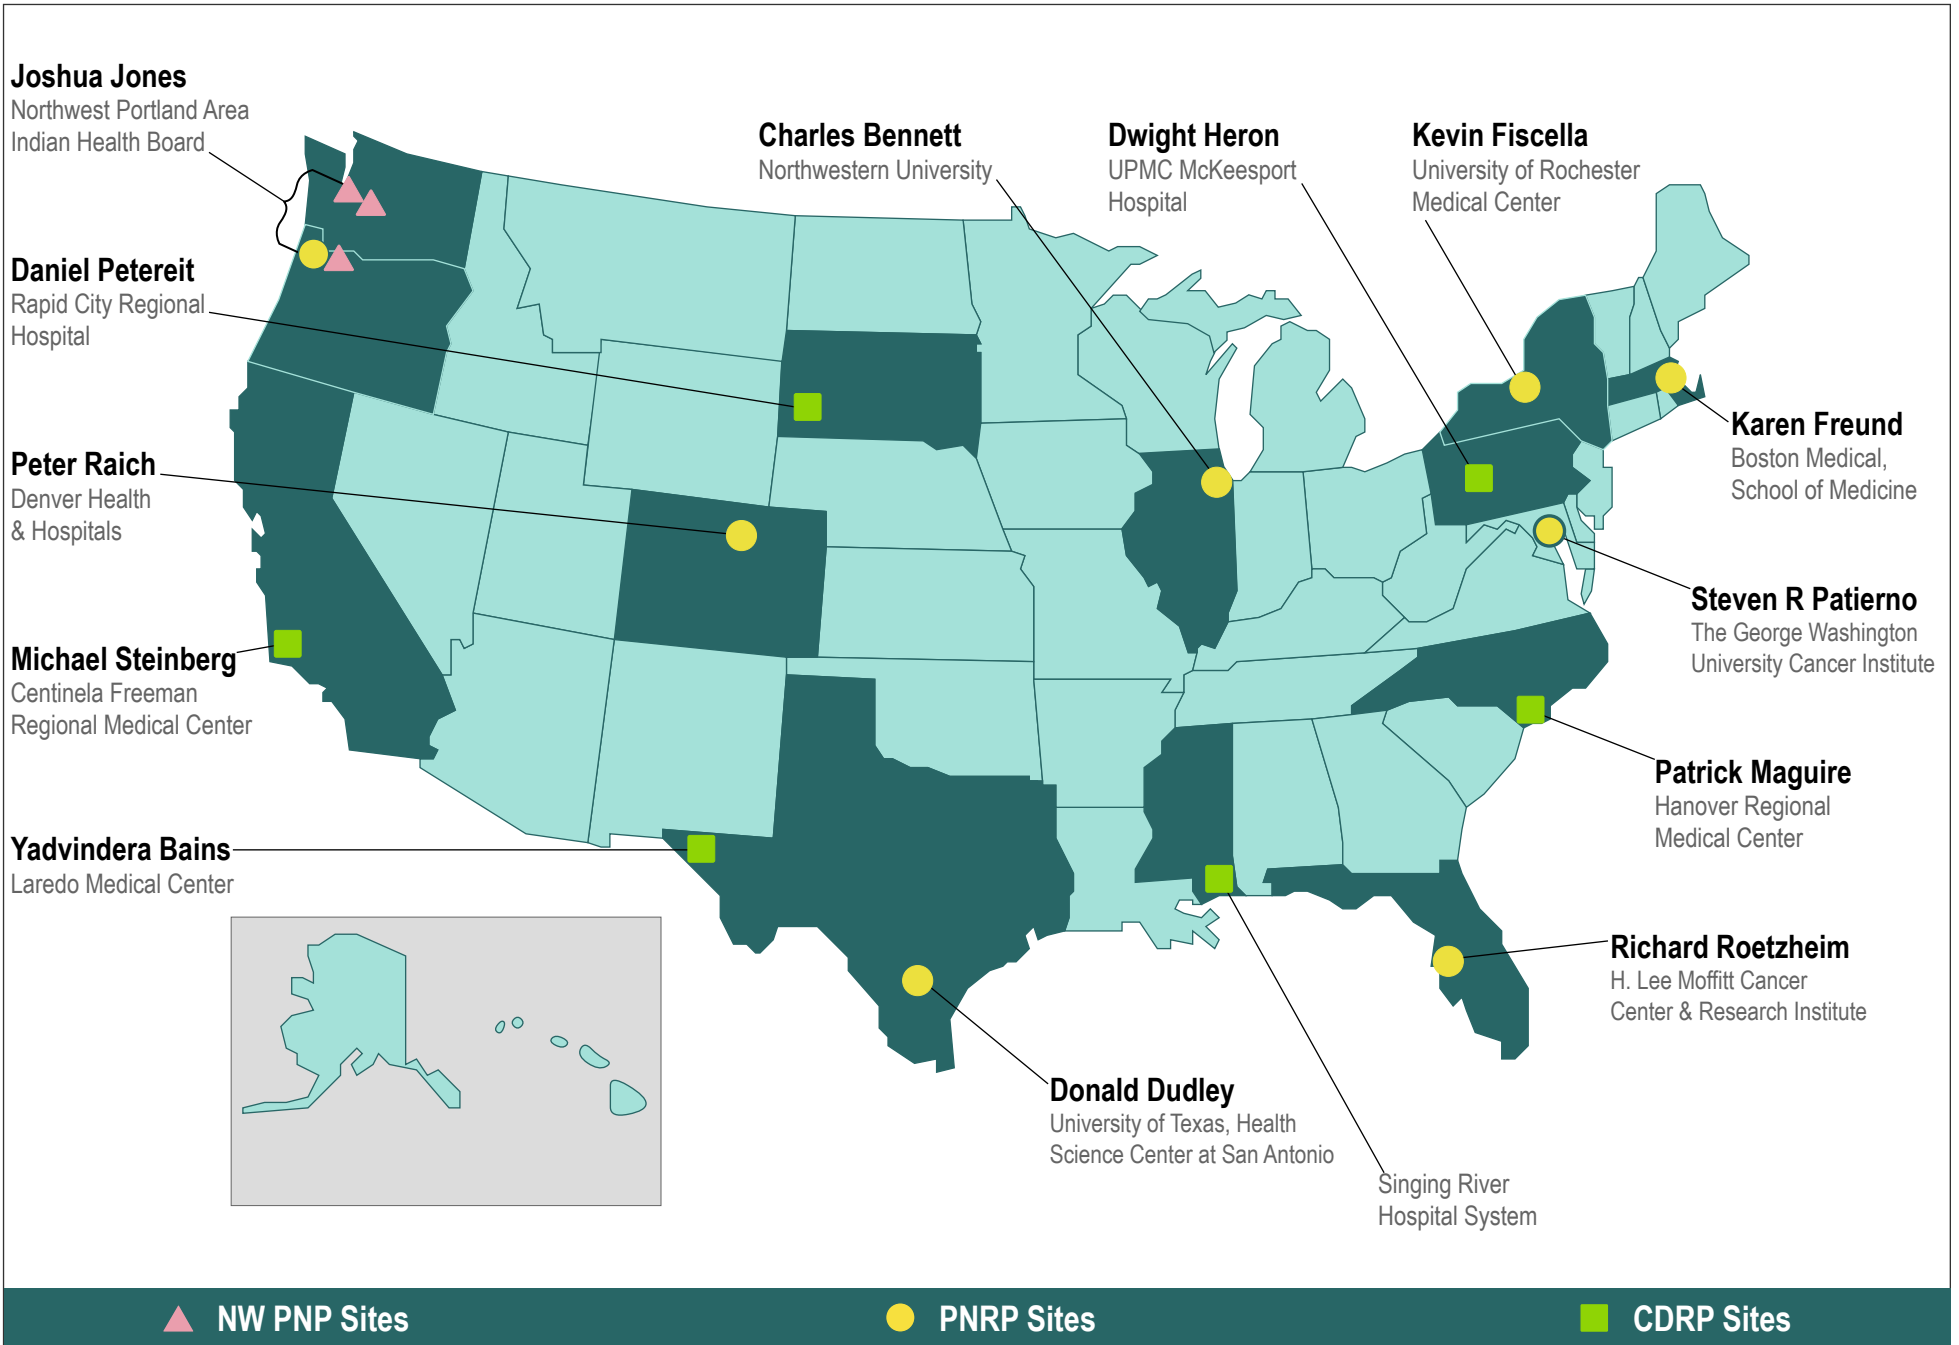 Joshua Jones
Northwest Portland Area
Indian Health Board
Daniel Petereit
Rapid City Regional
Hospital
Peter Raich
Denver Health
& Hospitals
Michael Steinberg
Centinela Freeman
Regional Medical Center
Yadvindera Bains
Laredo Medical Center
Charles Bennett
Northwestern University
Dwight Heron
UPMC McKeesport
Hospital
Kevin Fiscella
University of Rochester
Medical Center
Karen Freund
Boston Medical,
School of Medicine
Steven R Patierno
The George Washington
University Cancer Institute
Patrick Maguire
Hanover Regional
Medical Center
Richard Roetzheim
H. Lee Moffitt Cancer
Center & Research Institute
Donald Dudley
University of Texas, Health
Science Center at San Antonio
Singing River
Hospital System
NW PNP Sites
PNRP Sites
CDRP Sites